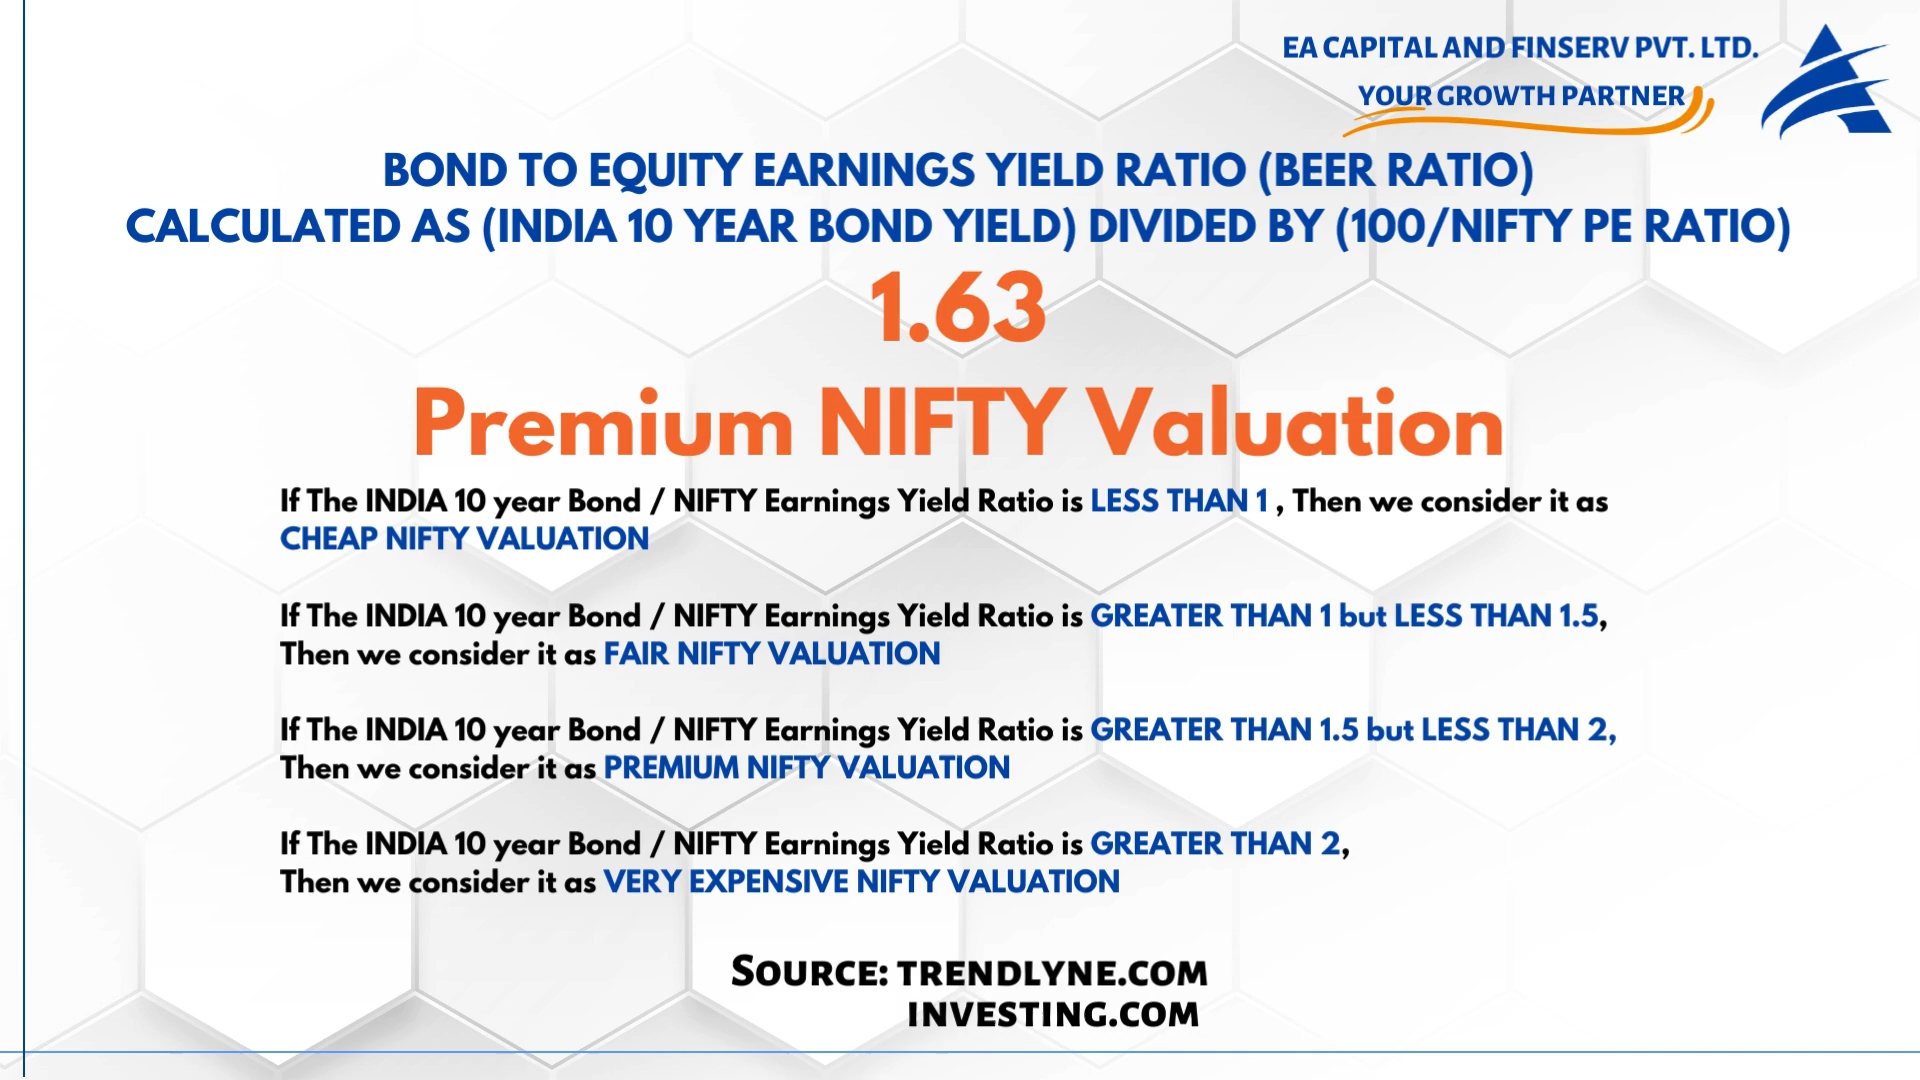 EA CAPITAL AND FINSERV PVT. LTD.
YOUR GROWTH PARTNER
BOND TO EQUITY EARNINGS YIELD RATIO (BEER RATIO)
CALCULATED AS (INDIA 10 YEAR BOND YIELD) DIVIDED BY (100/NIFTY PE RATIO)
1.63
Premium NIFTY Valuation
If The INDIA 10 year Bond / NIFTY Earnings Yield Ratio is LESS THAN 1 , Then we consider it as
CHEAP NIFTY VALUATION
If The INDIA 10 year Bond / NIFTY Earnings Yield Ratio is GREATER THAN 1 but LESS THAN 1.5,
Then we consider it as FAIR NIFTY VALUATION
If The INDIA 10 year Bond / NIFTY Earnings Yield Ratio is GREATER THAN 1.5 but LESS THAN 2,
Then we consider it as PREMIUM NIFTY VALUATION
If The INDIA 10 year Bond / NIFTY Earnings Yield Ratio is GREATER THAN 2,
Then we consider it as VERY EXPENSIVE NIFTY VALUATION
SOURCE: TRENDLYNE.COM
INVESTING.COM